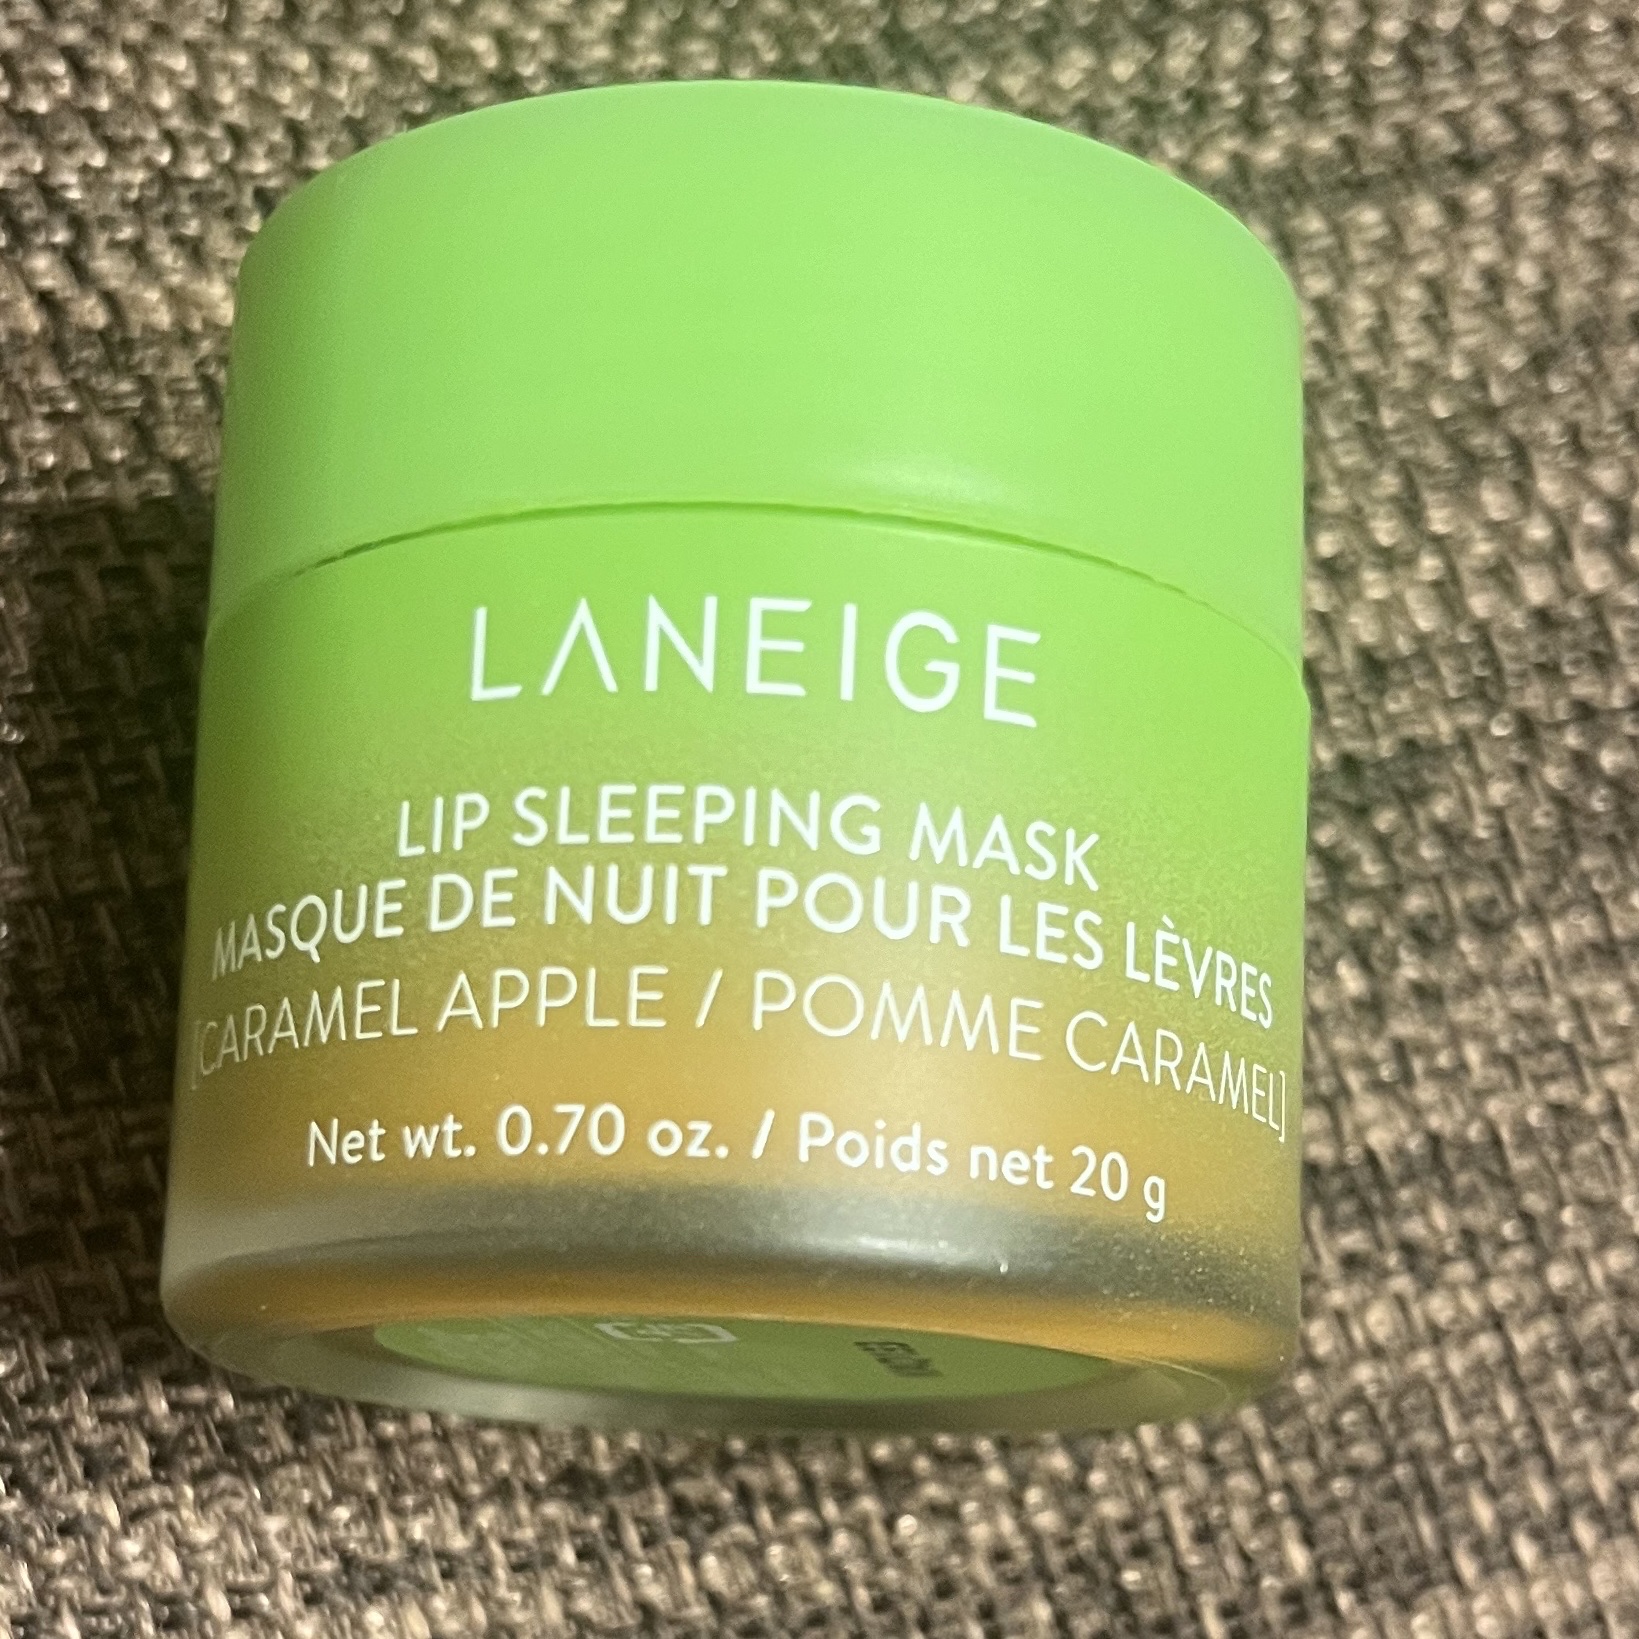 LANEIGE
LIP SLEEPING MASK
MASQUE DE NUIT POUR LES LÈVRES
[CARAMEL APPLE / POMME CARAMEL]
Net wt. 0.70 oz. / Poids net 20 g